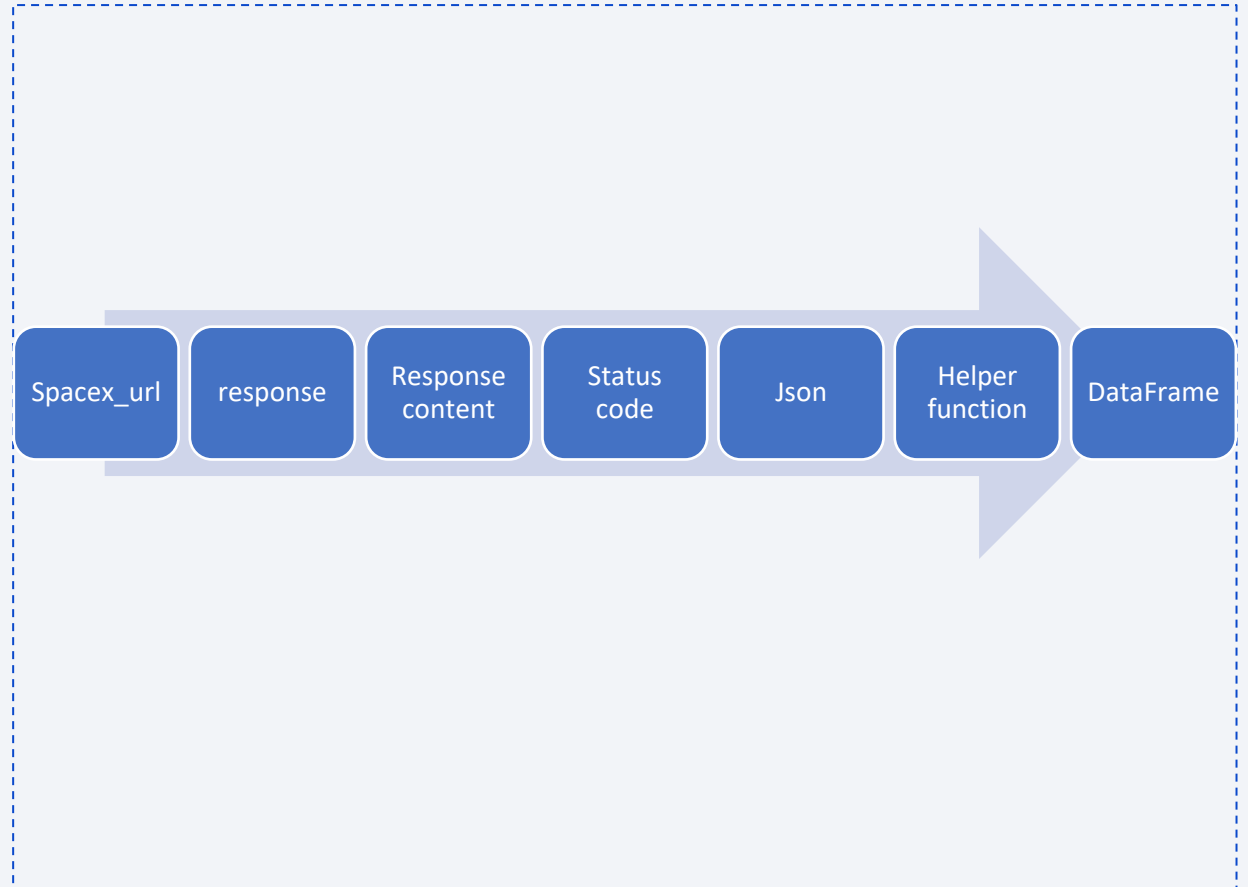 Spacex_url
response
Response
content
Status
code
Json
Helper
function
DataFrame